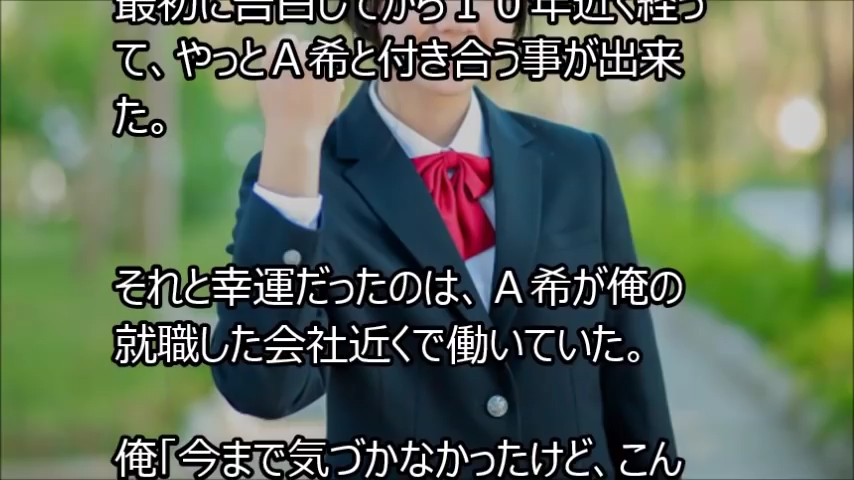 最初に告白してから１０年近く経っ
て、やっとＡ希と付き合う事が出来
た。
それと幸運だったのは、Ａ希が俺の
就職した会社近くで働いていた。
俺「今まで気づかなかったけど、こん